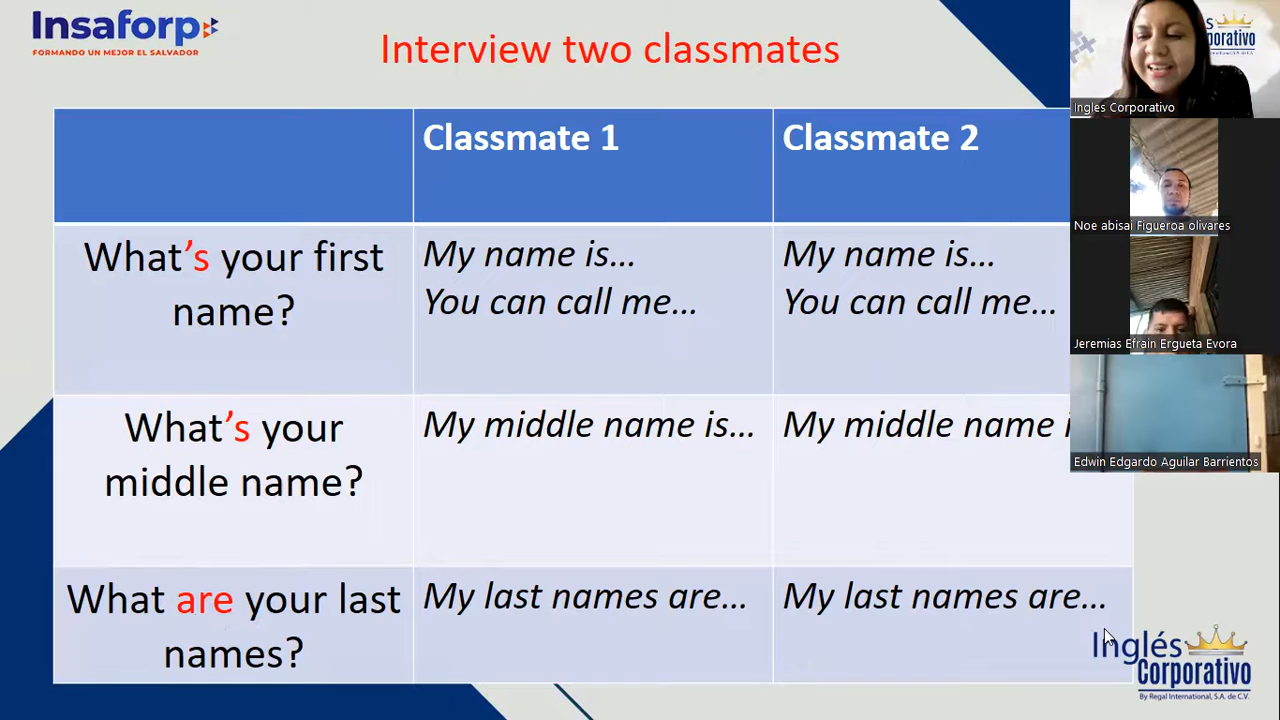 Insaforp
FORMANDO UN MEJOR EL SALVADOR
Interview two classmates
Classmate 1
Classmate 2
What's your first
name?
My name is...
You can call me...
My name is...
You can call me...
What's your
middle name?
My middle name is...
My middle name
What are your last
names?
My last names are...
My last names are...
orporativo
Ingles Corporativo
Noe abisai Figueroa olivares
Jeremias Efrain Ergueta Evora
Edwin Edgardo Aguilar Barrientos
Inglés
Corporativo
By Regal International, S.A. de C.V.